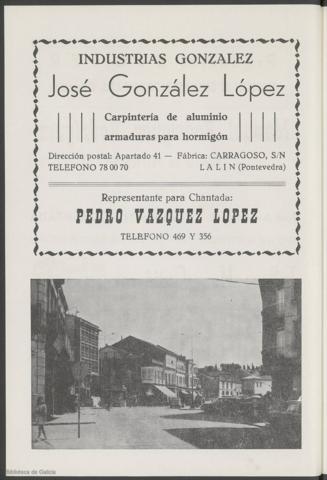 INDUSTRIAS GONZALEZ
José González López
Carpintería de aluminio
armaduras para hormigón
Dirección postal: Apartado 41 — Fábrica: CARRAGOSO, S/N
TELEFONO 78 00 70 LALIN (Pontevedra)
Representante para Chantada:
PEDRO VAZQUEZ LOPEZ
TELEFONO 469 Y 356
Biblioteca de Galicia